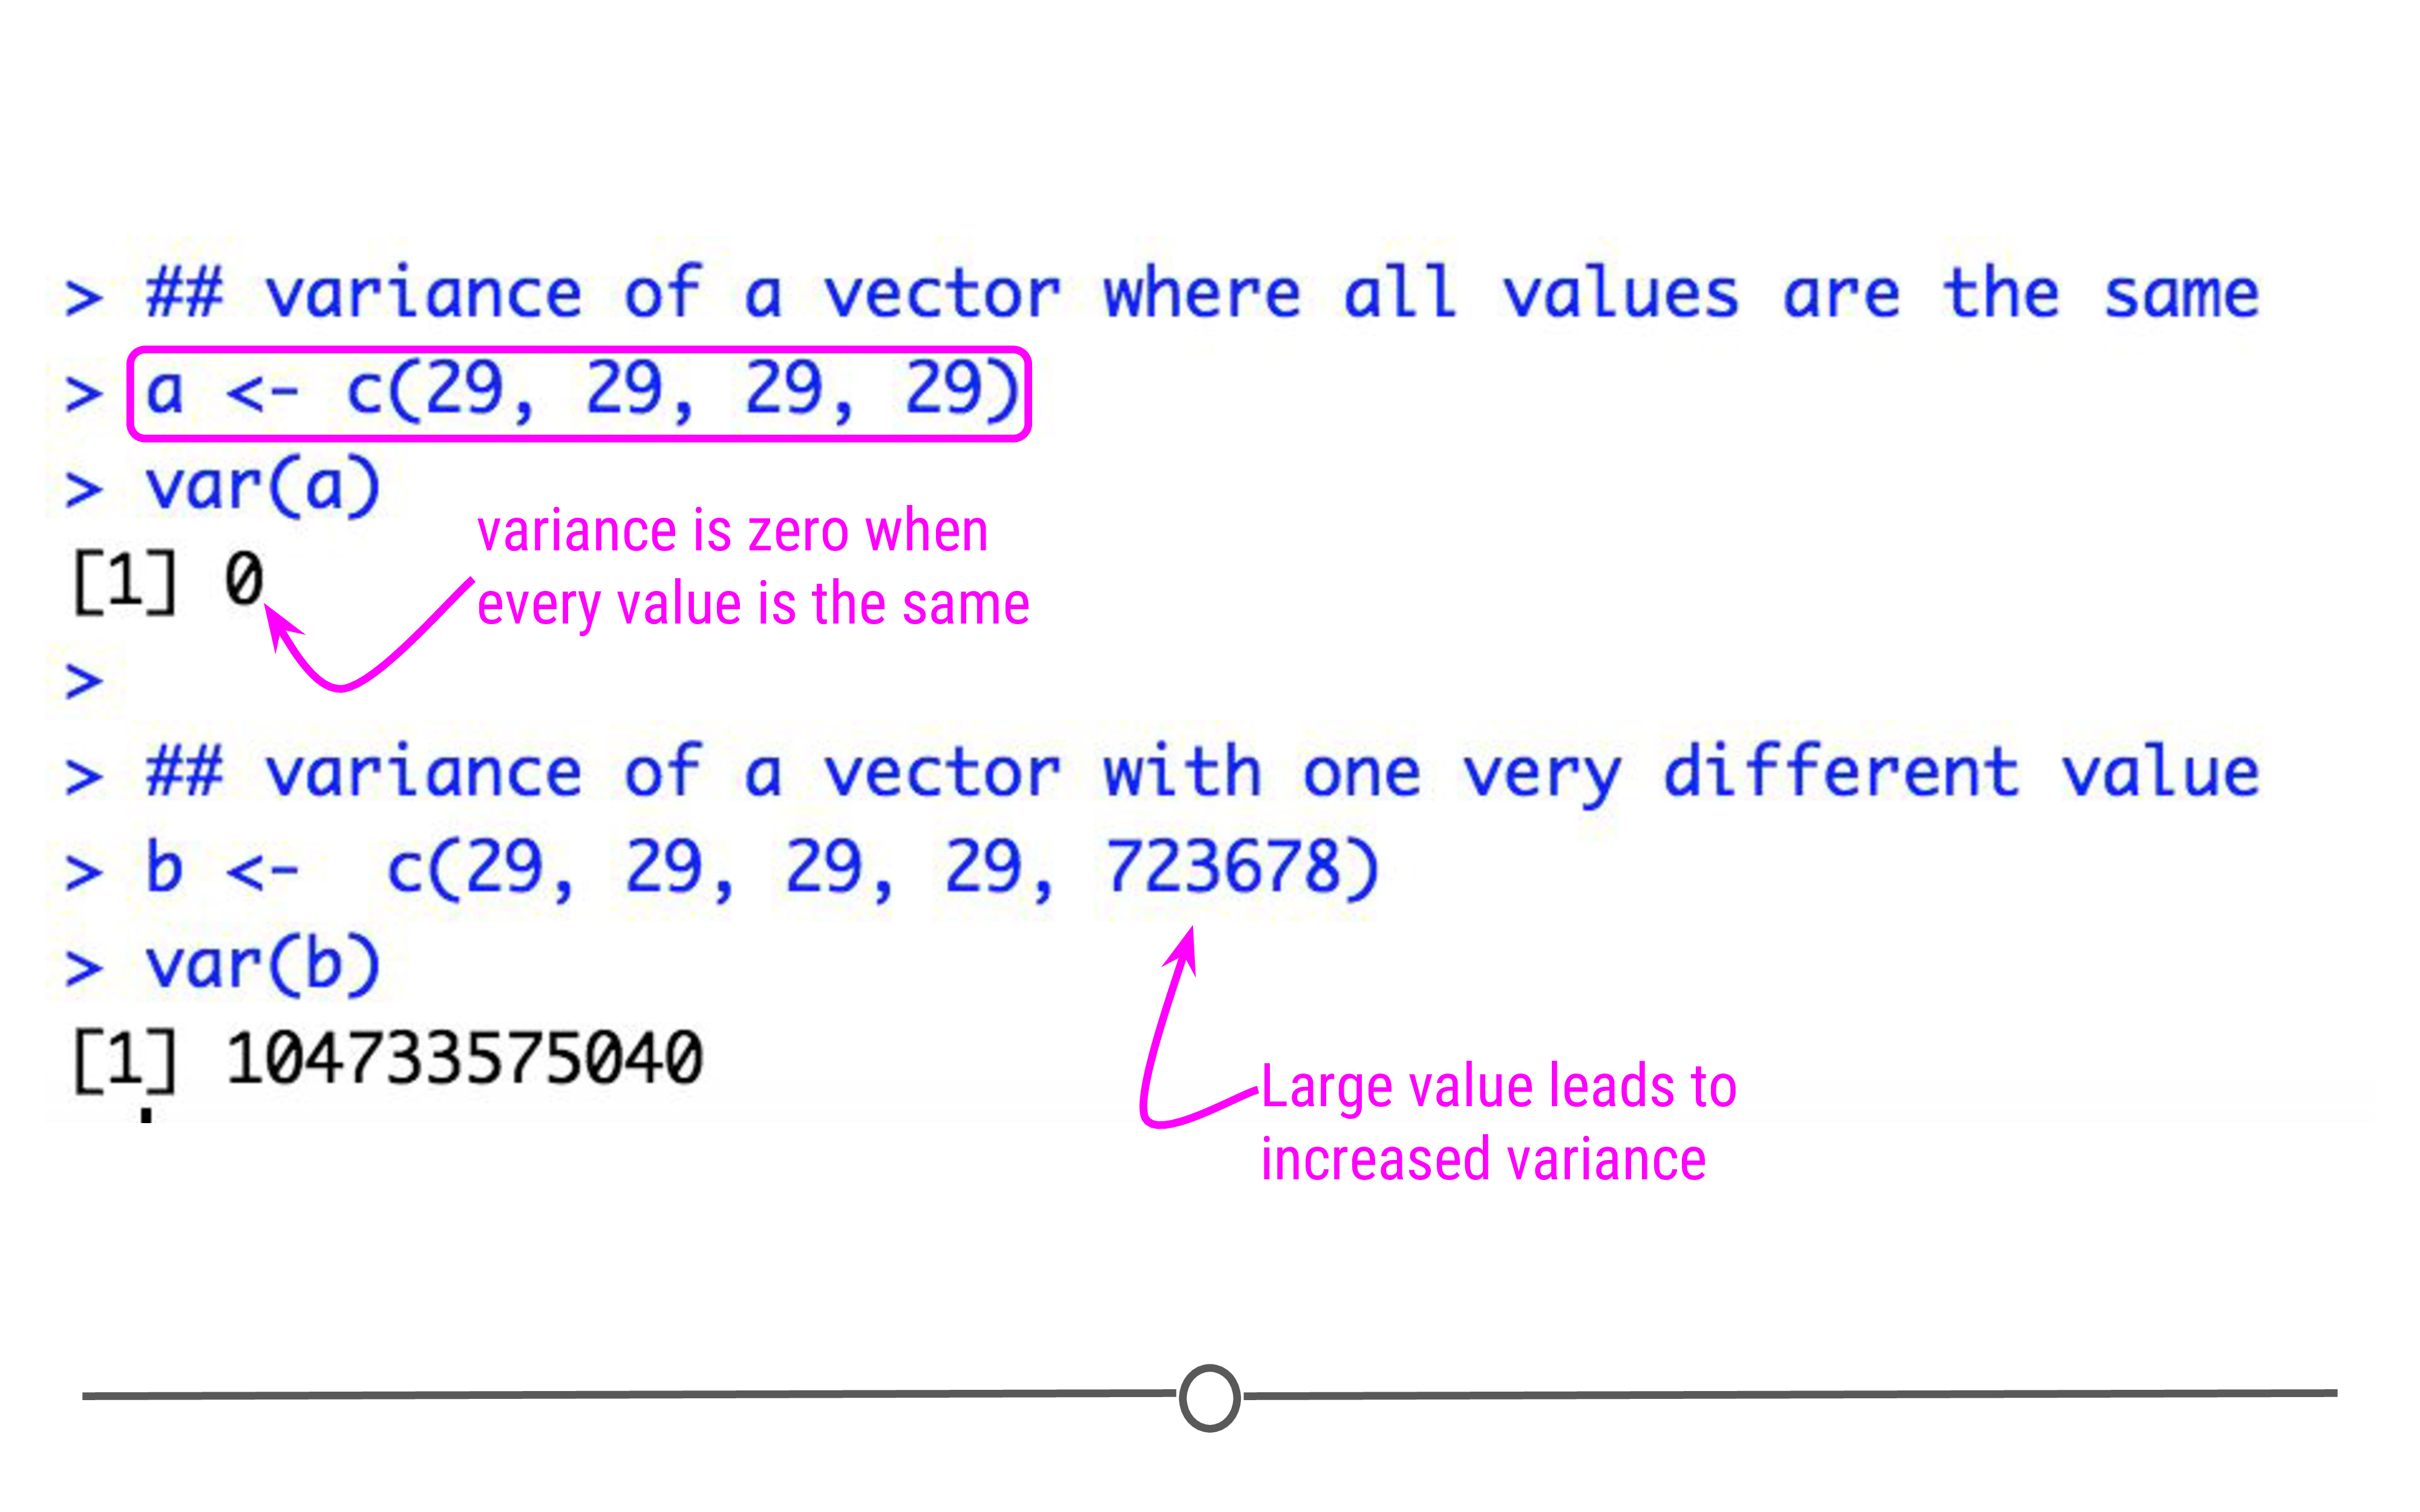 > ## variance of a vector where all values are the same
> a <- c(29, 29, 29, 29)
> var(a)
[1] 0
variance is zero when
every value is the same
>
> ## variance of a vector with one very different value
> b <-  c(29, 29, 29, 29, 723678)
> var(b)
[1] 104733575040
Large value leads to
increased variance